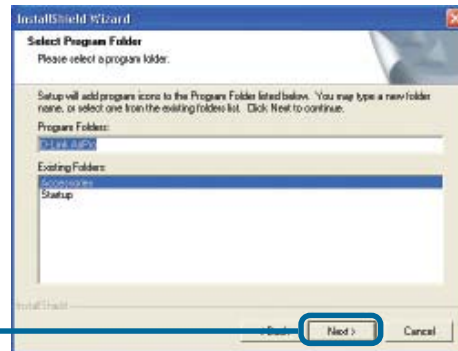 InstallShield Wizard
Select Program Folder
Please select a program folder.
Setup will add program icons to the Program Folder listed below. You may type a new folder
name, or select one from the existing folders list. Click Next to continue.
Program Folders:
D-Link AirPro
Existing Folders:
Accessories
Startup
InstallShield
< Back
Next >
Cancel